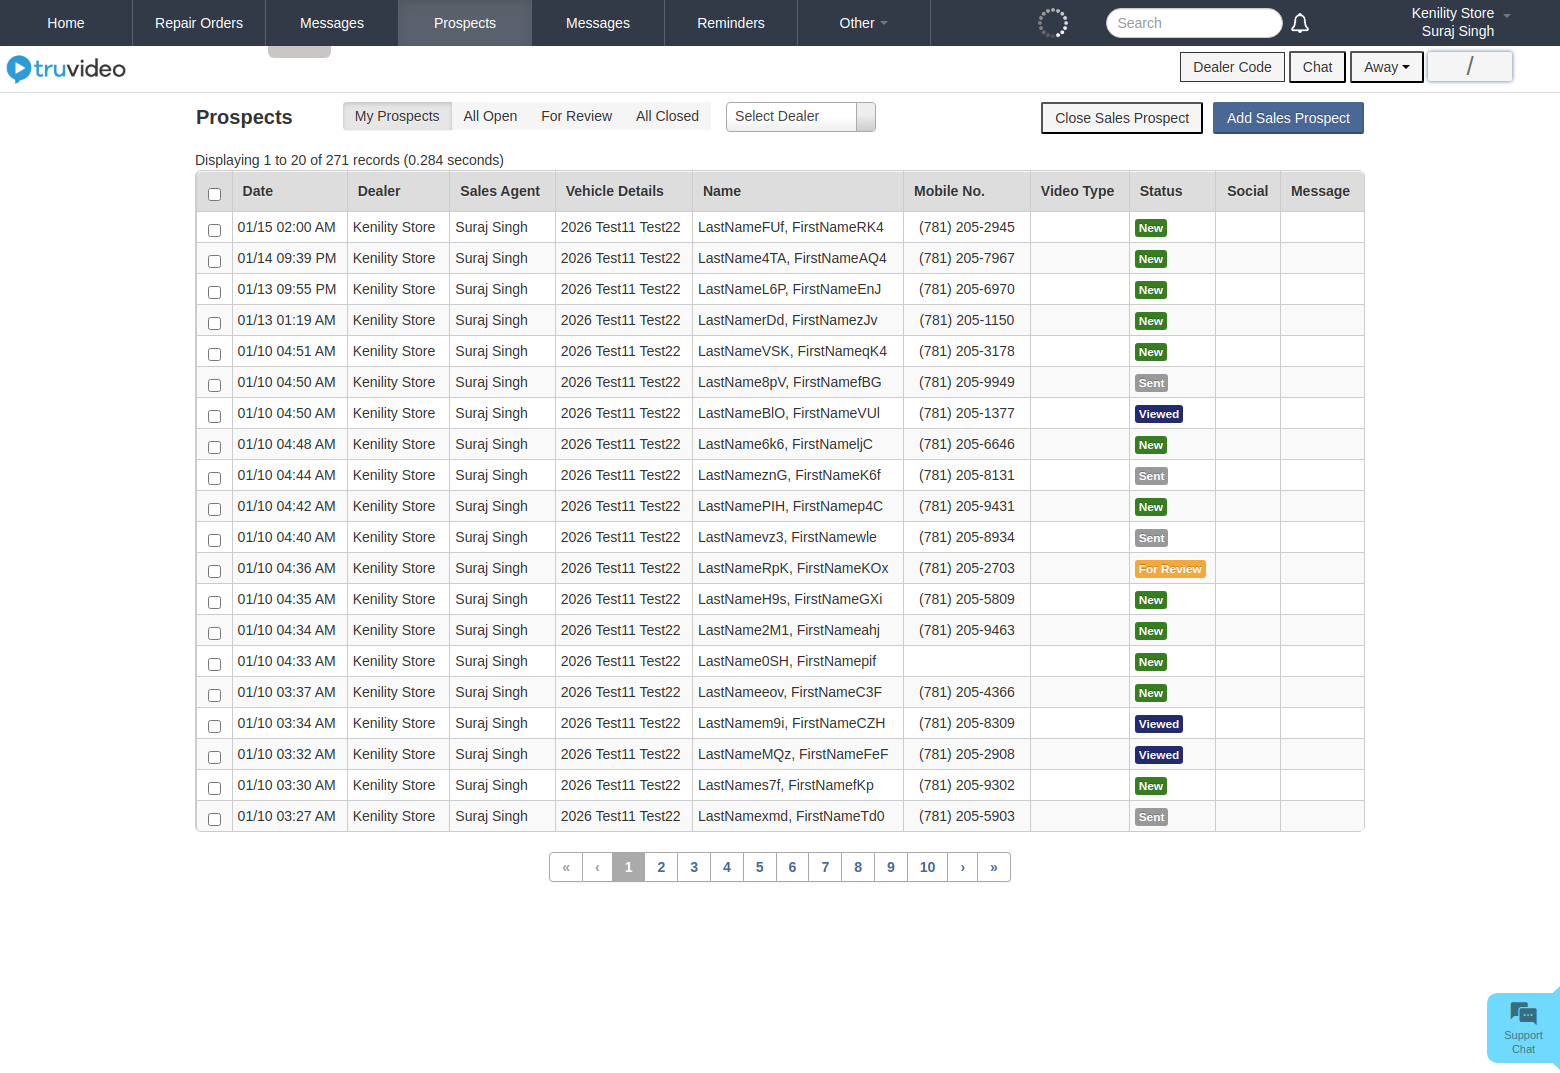 Home Repair Orders Messages Prospects Messages Reminders Other Search Kenility Store
Suraj Singh
truvideo Dealer Code Chat Away /
Prospects My Prospects All Open For Review All Closed Select Dealer Close Sales Prospect Add Sales Prospect
Displaying 1 to 20 of 271 records (0.284 seconds)
Date Dealer Sales Agent Vehicle Details Name Mobile No. Video Type Status Social Message
01/15 02:00 AM Kenility Store Suraj Singh 2026 Test11 Test22 LastNameFUf, FirstNameRK4 (781) 205-2945 New
01/14 09:39 PM Kenility Store Suraj Singh 2026 Test11 Test22 LastName4TA, FirstNameAQ4 (781) 205-7967 New
01/13 09:55 PM Kenility Store Suraj Singh 2026 Test11 Test22 LastNameL6P, FirstNameEnJ (781) 205-6970 New
01/13 01:19 AM Kenility Store Suraj Singh 2026 Test11 Test22 LastNamerDd, FirstNamezJv (781) 205-1150 New
01/10 04:51 AM Kenility Store Suraj Singh 2026 Test11 Test22 LastNameVSK, FirstNameqK4 (781) 205-3178 New
01/10 04:50 AM Kenility Store Suraj Singh 2026 Test11 Test22 LastName8pV, FirstNamefBG (781) 205-9949 Sent
01/10 04:50 AM Kenility Store Suraj Singh 2026 Test11 Test22 LastNameBlO, FirstNameVUl (781) 205-1377 Viewed
01/10 04:48 AM Kenility Store Suraj Singh 2026 Test11 Test22 LastName6k6, FirstNameljC (781) 205-6646 New
01/10 04:44 AM Kenility Store Suraj Singh 2026 Test11 Test22 LastNameznG, FirstNameK6f (781) 205-8131 Sent
01/10 04:42 AM Kenility Store Suraj Singh 2026 Test11 Test22 LastNamePIH, FirstNamep4C (781) 205-9431 New
01/10 04:40 AM Kenility Store Suraj Singh 2026 Test11 Test22 LastNamevz3, FirstNamewle (781) 205-8934 Sent
01/10 04:36 AM Kenility Store Suraj Singh 2026 Test11 Test22 LastNameRpK, FirstNameKOx (781) 205-2703 For Review
01/10 04:35 AM Kenility Store Suraj Singh 2026 Test11 Test22 LastNameH9s, FirstNameGXi (781) 205-5809 New
01/10 04:34 AM Kenility Store Suraj Singh 2026 Test11 Test22 LastName2M1, FirstNameahj (781) 205-9463 New
01/10 04:33 AM Kenility Store Suraj Singh 2026 Test11 Test22 LastName0SH, FirstNamepif New
01/10 03:37 AM Kenility Store Suraj Singh 2026 Test11 Test22 LastNameeov, FirstNameC3F (781) 205-4366 New
01/10 03:34 AM Kenility Store Suraj Singh 2026 Test11 Test22 LastNamem9i, FirstNameCZH (781) 205-8309 Viewed
01/10 03:32 AM Kenility Store Suraj Singh 2026 Test11 Test22 LastNameMQz, FirstNameFeF (781) 205-2908 Viewed
01/10 03:30 AM Kenility Store Suraj Singh 2026 Test11 Test22 LastNames7f, FirstNamefKp (781) 205-9302 New
01/10 03:27 AM Kenility Store Suraj Singh 2026 Test11 Test22 LastNamexmd, FirstNameTd0 (781) 205-5903 Sent
« ‹ 1 2 3 4 5 6 7 8 9 10 › »
Support
Chat